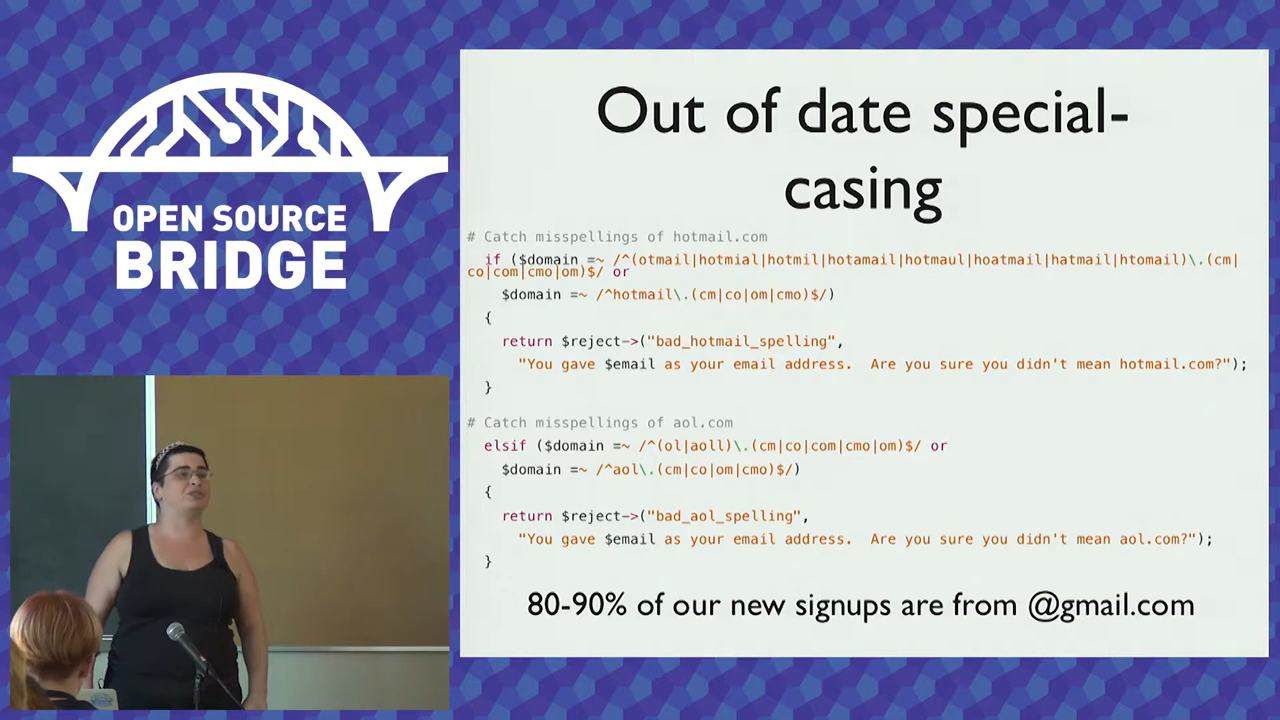 OPEN SOURCE
BRIDGE
Out of date special-
casing
# Catch misspellings of hotmail.com
if ($domain =~ /^(otmail|hotmial|hotmil|hotamail|hotmaul|hoatmail|hatmail|htomail)\.(cm|
co|com|cmo|om)$/ or
$domain =~ /^hotmail\.(cm|co|om|cmo)$/)
{
return $reject->("bad_hotmail_spelling",
"You gave $email as your email address.  Are you sure you didn't mean hotmail.com?");
}
# Catch misspellings of aol.com
elsif ($domain =~ /^(ol|aoll)\.(cm|co|com|cmo|om)$/ or
$domain =~ /^aol\.(cm|co|om|cmo)$/)
{
return $reject->("bad_aol_spelling",
"You gave $email as your email address.  Are you sure you didn't mean aol.com?");
}
80-90% of our new signups are from @gmail.com